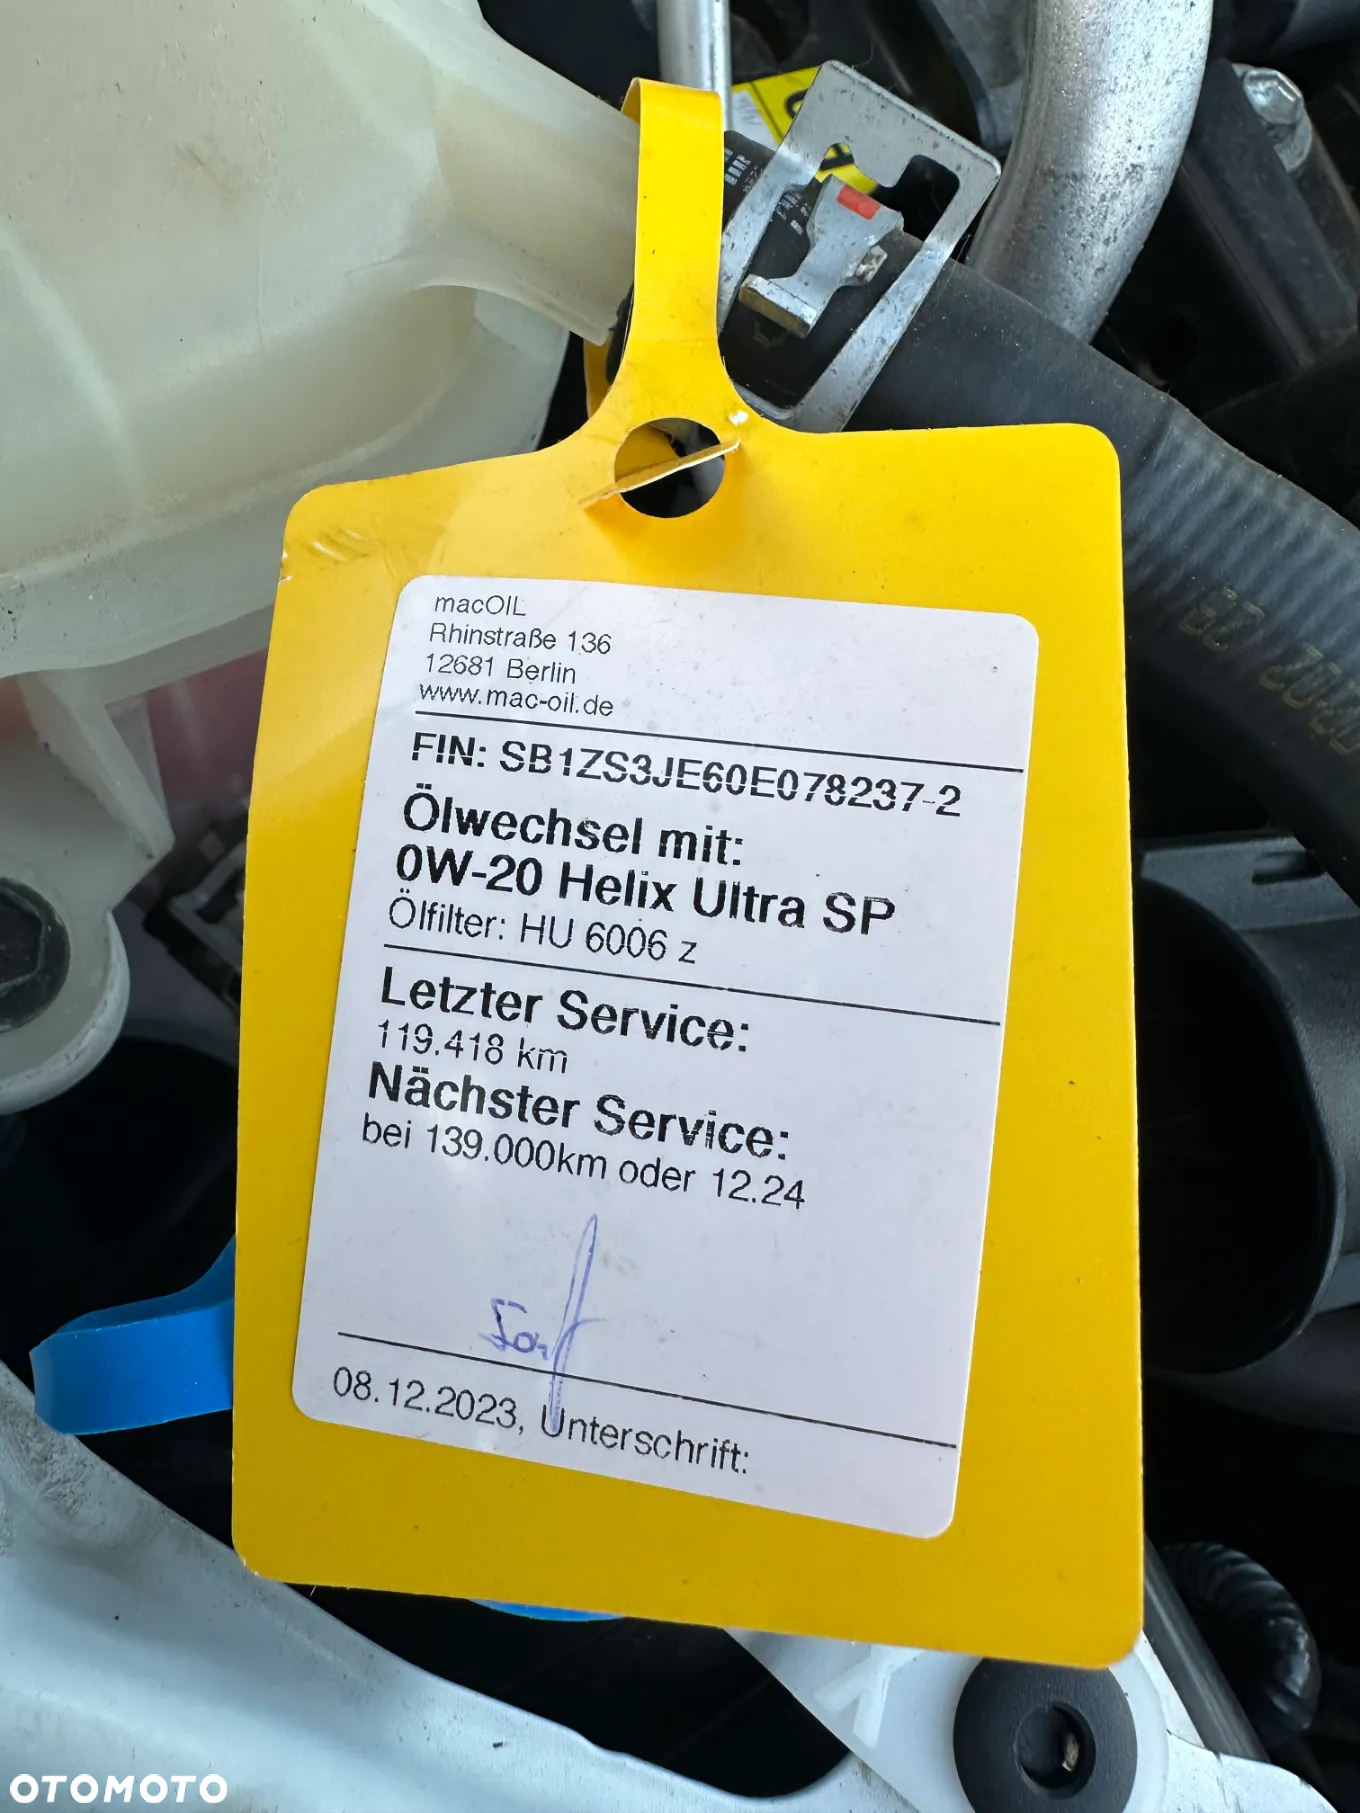 macOIL
Rhinstraße 136
12681 Berlin
www.mac-oil.de
FIN: SB1ZS3JE60E078237-2
Ölwechsel mit:
0W-20 Helix Ultra SP
Ölfilter: HU 6006 z
Letzter Service:
119.418 km
Nächster Service:
bei 139.000km oder 12.24
08.12.2023, Unterschrift:
OTOMOTO